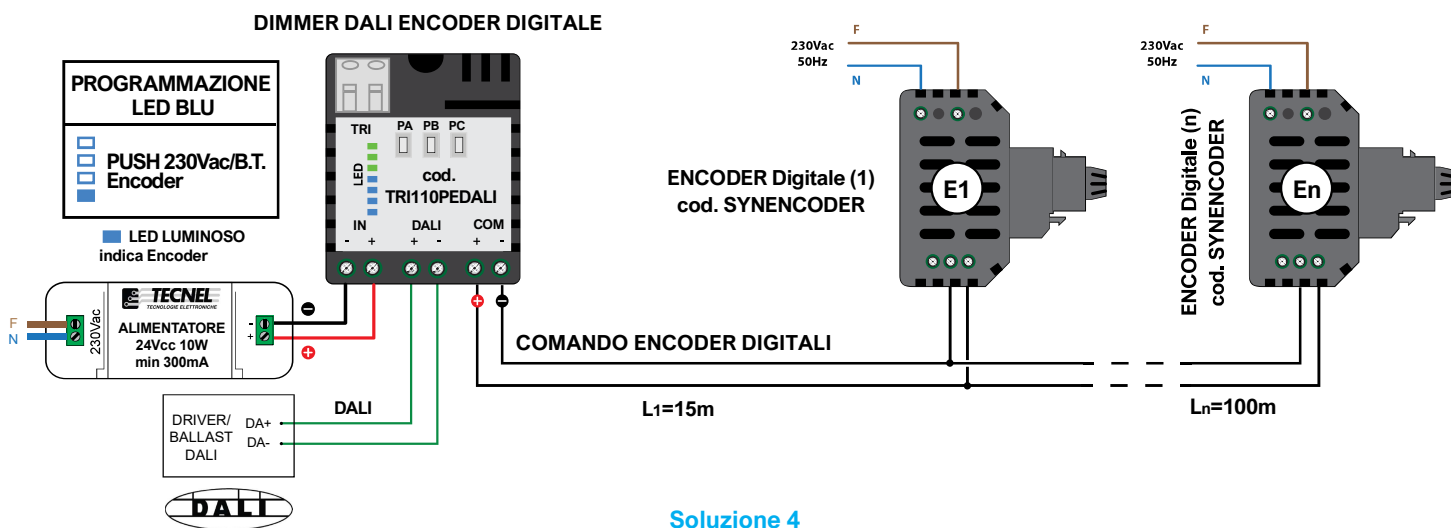 DIMMER DALI ENCODER DIGITALE
PROGRAMMAZIONE
LED BLU
PUSH 230Vac/B.T.
Encoder
LED LUMINOSO
indica Encoder
TRI
PA
PB
PC
LED
cod.
TRI110PEDALI
IN
DALI
COM
- +
+ -
+ -
F
N
230Vac
TECNEL
TECNOLOGIE ELETTRONICHE
ALIMENTATORE
24Vcc 10W
min 300mA
-
+
DRIVER/
BALLAST
DALI
DA+
DA-
DALI
DALI
COMANDO ENCODER DIGITALI
L1=15m
Ln=100m
F
230Vac
50Hz
N
ENCODER Digitale (1)
cod. SYNENCODER
E1
F
230Vac
50Hz
N
ENCODER Digitale (n)
cod. SYNENCODER
En
Soluzione 4